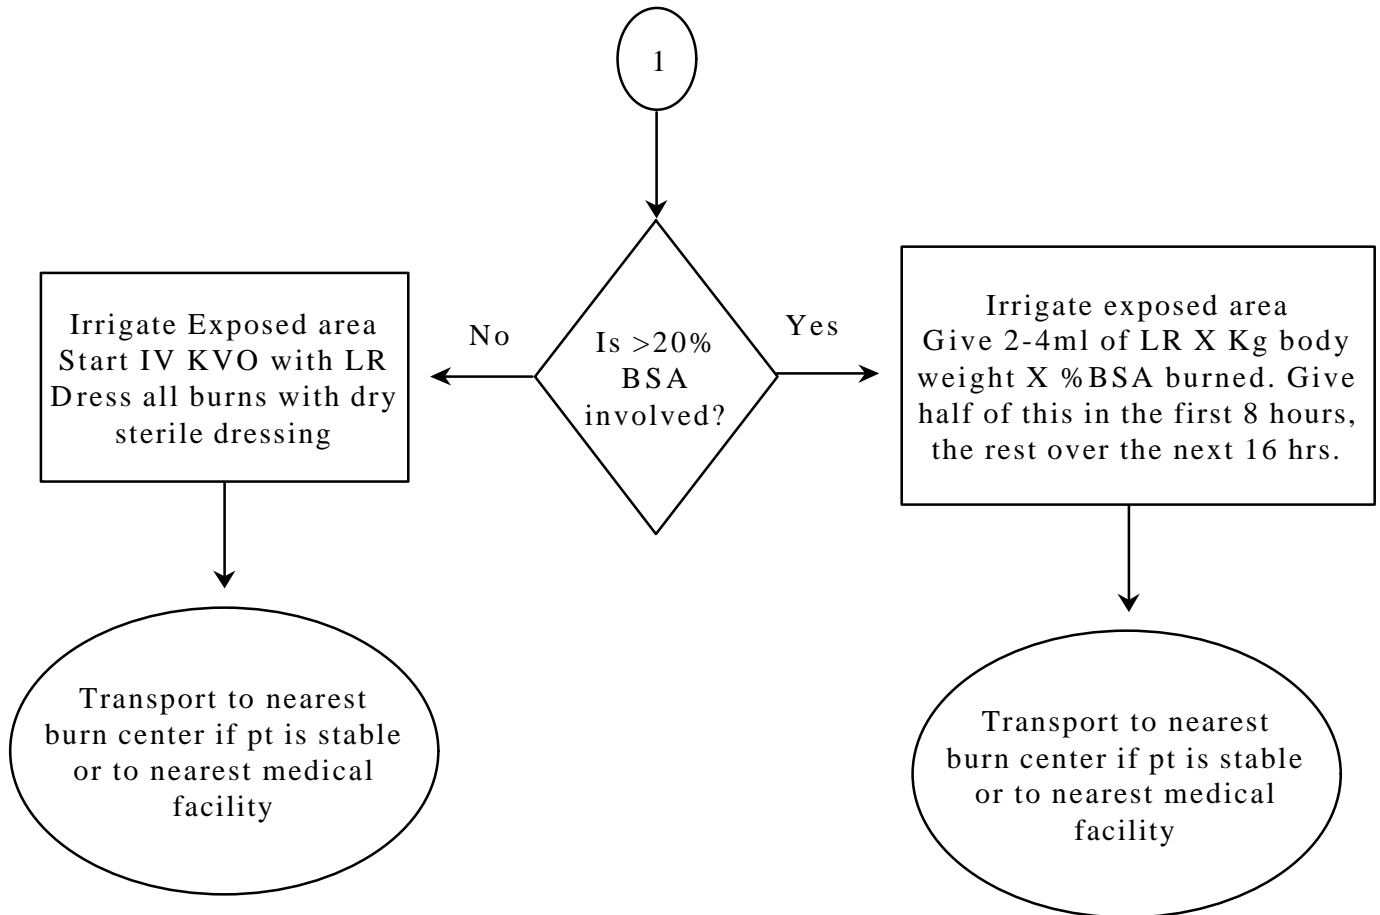 1
Is >20%
BSA
involved?
No
Yes
Irrigate Exposed area
Start IV KVO with LR
Dress all burns with dry
sterile dressing
Irrigate exposed area
Give 2-4ml of LR X Kg body
weight X %BSA burned. Give
half of this in the first 8 hours,
the rest over the next 16 hrs.
Transport to nearest
burn center if pt is stable
or to nearest medical
facility
Transport to nearest
burn center if pt is stable
or to nearest medical
facility